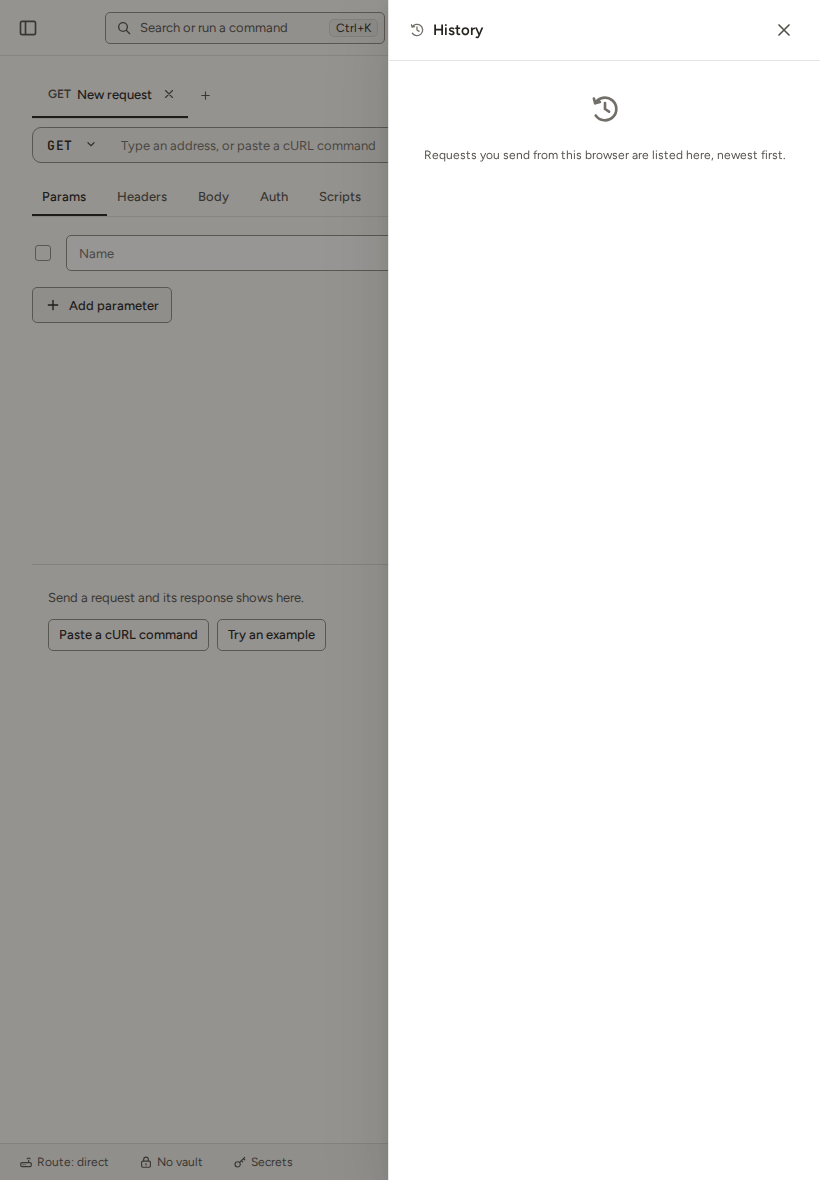 Search or run a command Ctrl+K
History
GET New request
GET Type an address, or paste a cURL command
Requests you send from this browser are listed here, newest first.
Params Headers Body Auth Scripts
Name
Add parameter
Send a request and its response shows here.
Paste a cURL command Try an example
Route: direct No vault Secrets